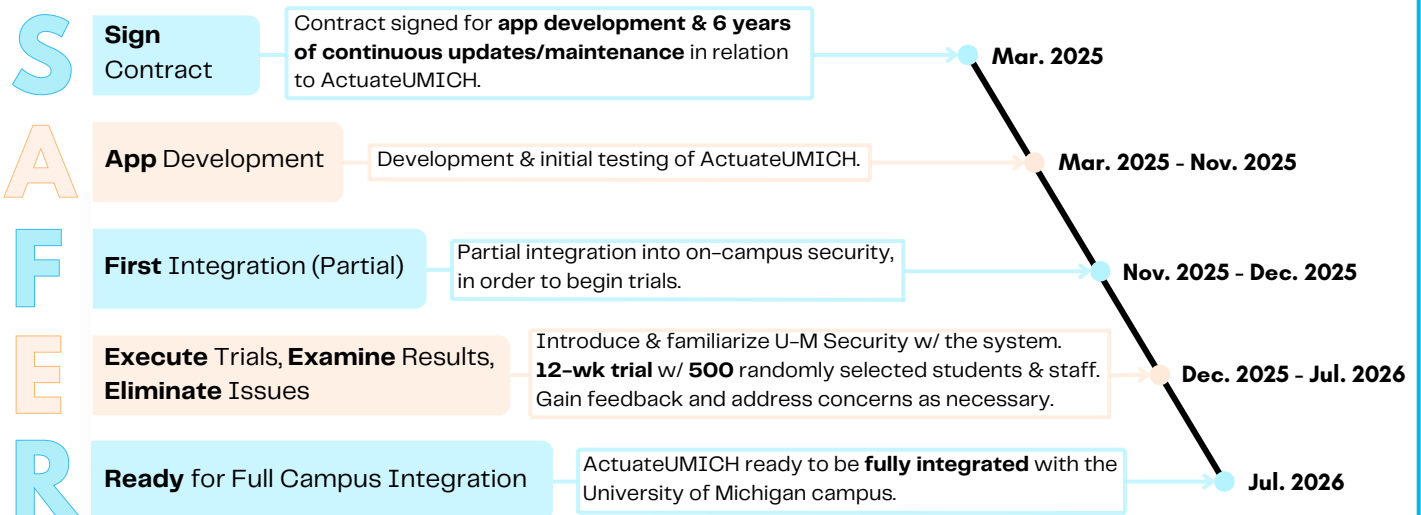 S
Sign
Contract
Contract signed for app development & 6 years
of continuous updates/maintenance in relation
to ActuateUMICH.
Mar. 2025
A
App Development
Development & initial testing of ActuateUMICH.
Mar. 2025 - Nov. 2025
F
First Integration (Partial)
Partial integration into on-campus security,
in order to begin trials.
Nov. 2025 - Dec. 2025
E
Execute Trials, Examine Results,
Eliminate Issues
Introduce & familiarize U-M Security w/ the system.
12-wk trial w/ 500 randomly selected students & staff.
Gain feedback and address concerns as necessary.
Dec. 2025 - Jul. 2026
R
Ready for Full Campus Integration
ActuateUMICH ready to be fully integrated with the
University of Michigan campus.
Jul. 2026